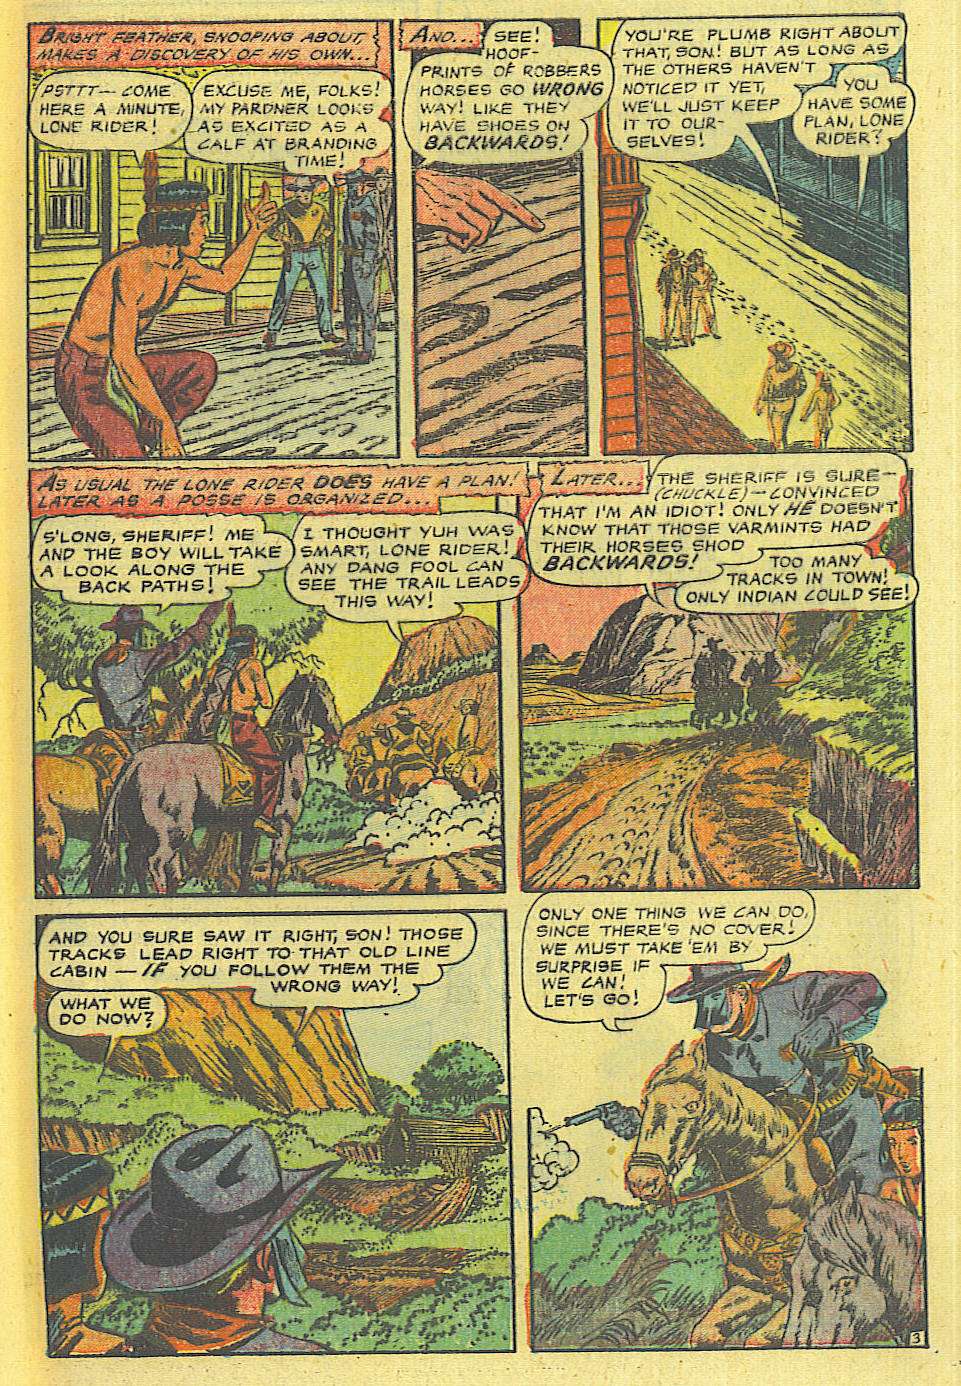 BRIGHT FEATHER, SNOOPING ABOUT,
MAKES A DISCOVERY OF HIS OWN...
PSTTT— COME
HERE A MINUTE,
LONE RIDER!
EXCUSE ME, FOLKS!
MY PARDNER LOOKS
AS EXCITED AS A
CALF AT BRANDING
TIME!
AND...
SEE!
HOOF-
PRINTS OF ROBBERS
HORSES GO WRONG
WAY! LIKE THEY
HAVE SHOES ON
BACKWARDS!
YOU'RE PLUMB RIGHT ABOUT
THAT, SON! BUT AS LONG AS
THE OTHERS HAVEN'T
NOTICED IT YET,
WE'LL JUST KEEP
IT TO OUR-
SELVES!
YOU
HAVE SOME
PLAN, LONE
RIDER?
AS USUAL THE LONE RIDER DOES HAVE A PLAN!
LATER AS A POSSE IS ORGANIZED...
S'LONG, SHERIFF! ME
AND THE BOY WILL TAKE
A LOOK ALONG THE
BACK PATHS!
I THOUGHT YUH WAS
SMART, LONE RIDER!
ANY DANG FOOL CAN
SEE THE TRAIL LEADS
THIS WAY!
LATER...
THE SHERIFF IS SURE—
(CHUCKLE)—CONVINCED
THAT I'M AN IDIOT! ONLY HE DOESN'T
KNOW THAT THOSE VARMINTS HAD
THEIR HORSES SHOD
BACKWARDS!
TOO MANY
TRACKS IN TOWN!
ONLY INDIAN COULD SEE!
AND YOU SURE SAW IT RIGHT, SON! THOSE
TRACKS LEAD RIGHT TO THAT OLD LINE
CABIN — IF YOU FOLLOW THEM THE
WRONG WAY!
WHAT WE
DO NOW?
ONLY ONE THING WE CAN DO,
SINCE THERE'S NO COVER!
WE MUST TAKE 'EM BY
SURPRISE IF
WE CAN!
LET'S GO!
3